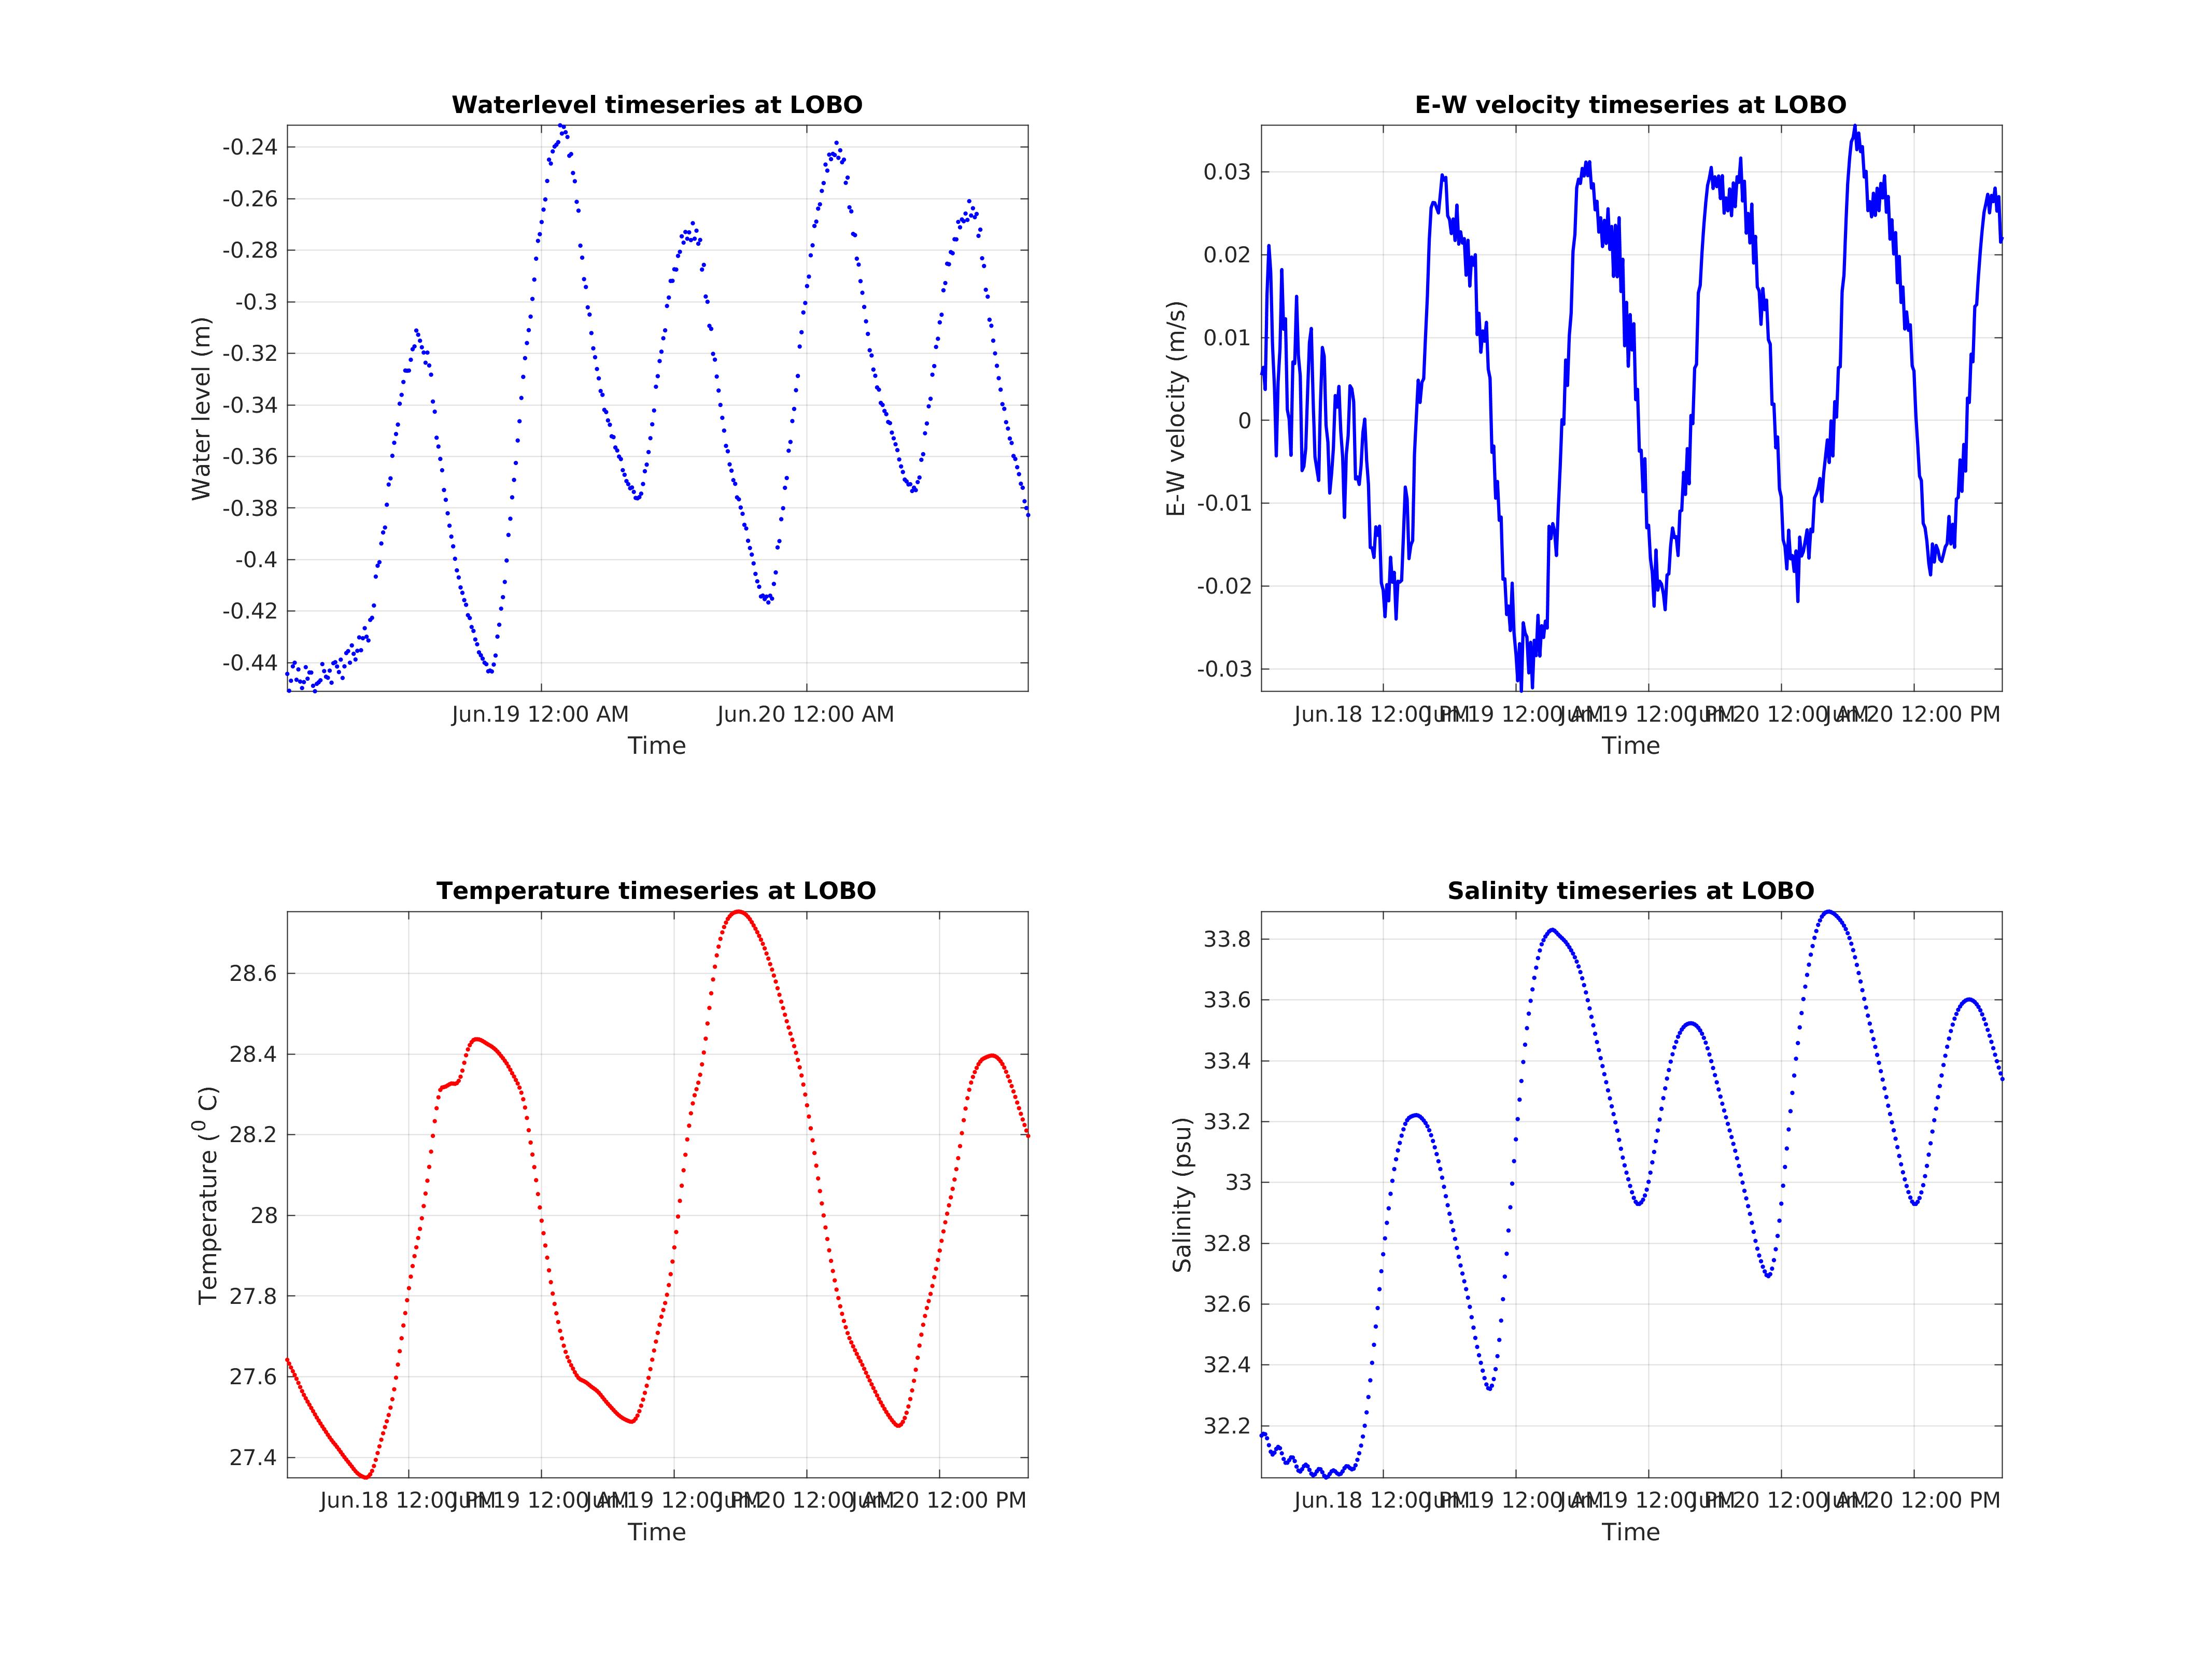 Waterlevel timeseries at LOBO
Water level (m)
-0.24
-0.26
-0.28
-0.3
-0.32
-0.34
-0.36
-0.38
-0.4
-0.42
-0.44
Jun.19 12:00 AM Jun.20 12:00 AM
Time
E-W velocity timeseries at LOBO
E-W velocity (m/s)
0.03
0.02
0.01
0
-0.01
-0.02
-0.03
Jun.18 12:00 PM Jun.19 12:00 AM Jun.19 12:00 PM Jun.20 12:00 AM Jun.20 12:00 PM
Time
Temperature timeseries at LOBO
Temperature (⁰ C)
28.6
28.4
28.2
28
27.8
27.6
27.4
Jun.18 12:00 PM Jun.19 12:00 AM Jun.19 12:00 PM Jun.20 12:00 AM Jun.20 12:00 PM
Time
Salinity timeseries at LOBO
Salinity (psu)
33.8
33.6
33.4
33.2
33
32.8
32.6
32.4
32.2
Jun.18 12:00 PM Jun.19 12:00 AM Jun.19 12:00 PM Jun.20 12:00 AM Jun.20 12:00 PM
Time